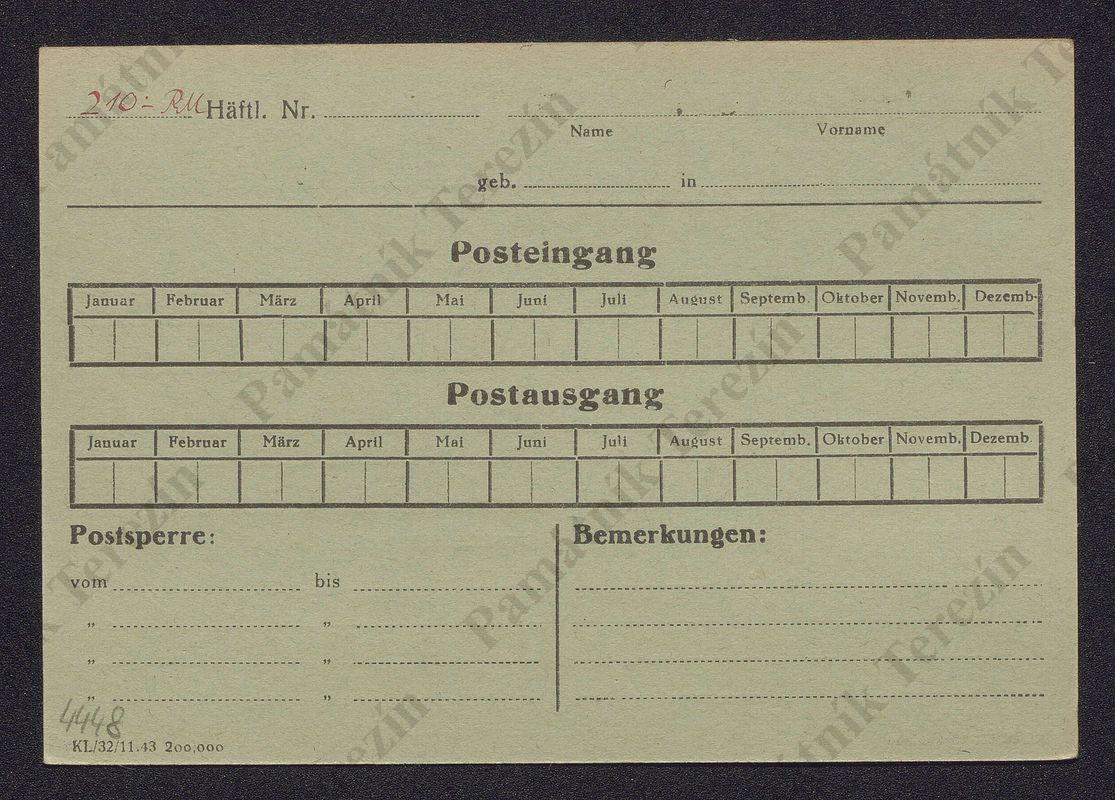 210.- RM Häftl. Nr.
Name Vorname
geb. in
Posteingang
Januar Februar März April Mai Juni Juli August Septemb. Oktober Novemb. Dezemb.
Postausgang
Januar Februar März April Mai Juni Juli August Septemb. Oktober Novemb. Dezemb.
Postsperre: Bemerkungen:
vom bis
„ „
„ „
„ „
4448
KL/32/11.43 200,000
Památník Terezín